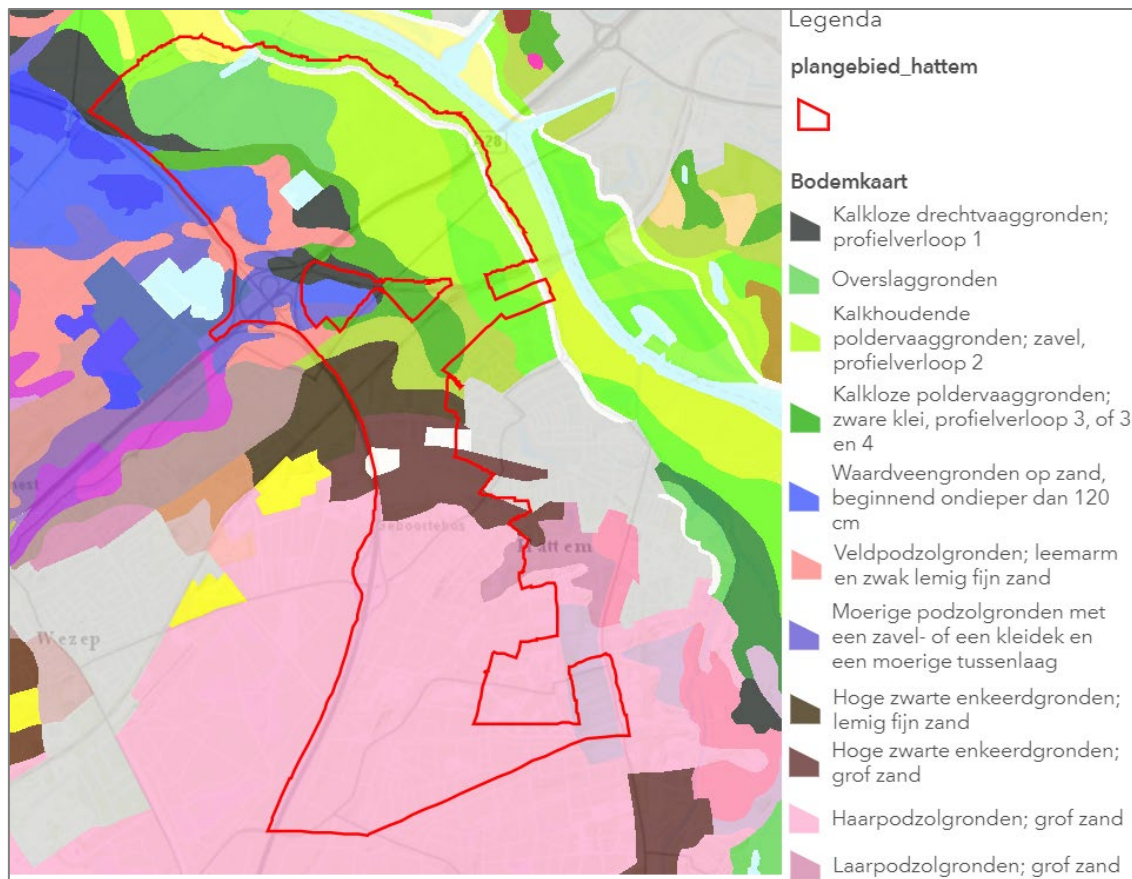 Legenda
plangebied_hattem
Bodemkaart
Kalkloze drechtvaaggronden;
profielverloop 1
Overslaggronden
Kalkhoudende
poldervaaggronden; zavel,
profielverloop 2
Kalkloze poldervaaggronden;
zware klei, profielverloop 3, of 3
en 4
Waardveengronden op zand,
beginnend ondieper dan 120
cm
Veldpodzolgronden; leemarm
en zwak lemig fijn zand
Moerige podzolgronden met
een zavel- of een kleidek en
een moerige tussenlaag
Hoge zwarte enkeerdgronden;
lemig fijn zand
Hoge zwarte enkeerdgronden;
grof zand
Haarpodzolgronden; grof zand
Laarpodzolgronden; grof zand
Hattem
Wezep